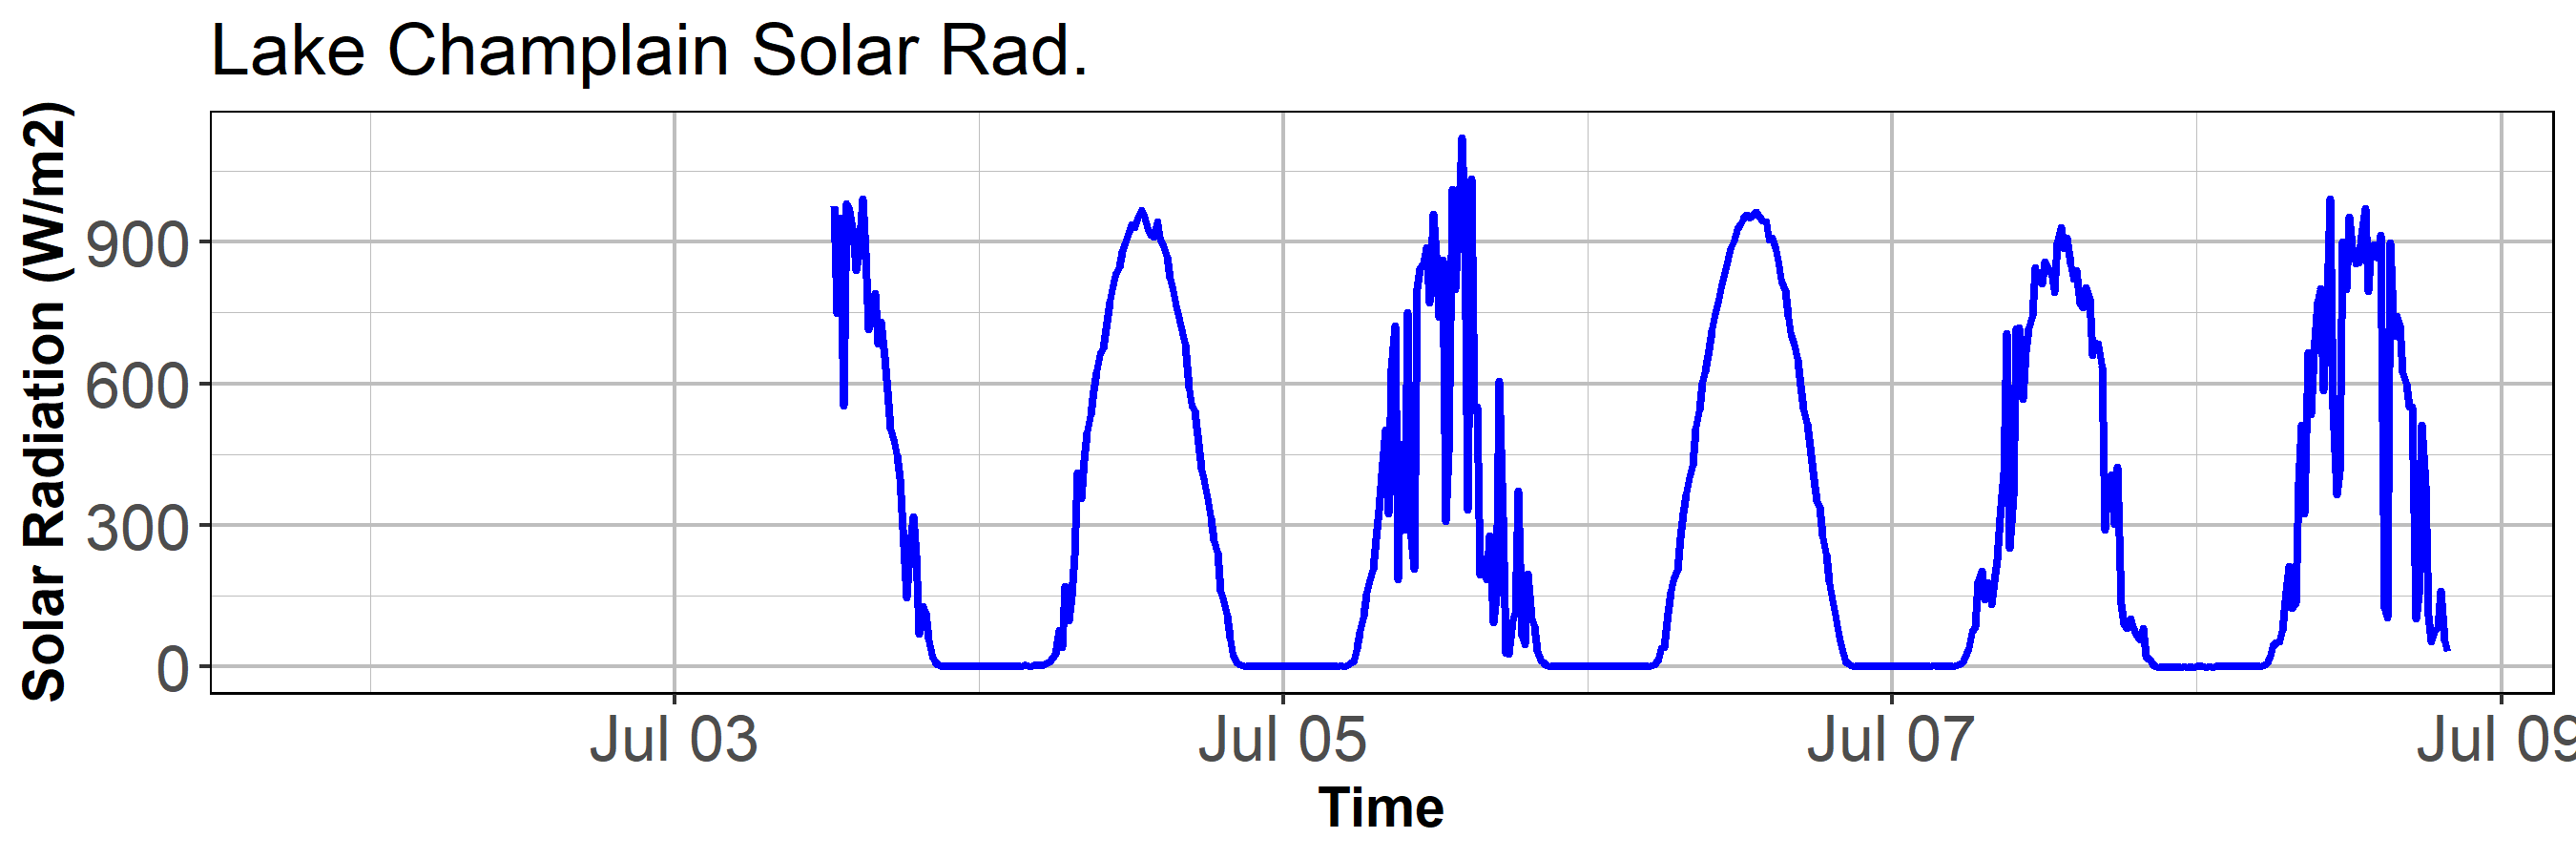 Lake Champlain Solar Rad.
Solar Radiation (W/m2)
900
600
300
0
Jul 03
Jul 05
Jul 07
Jul 09
Time